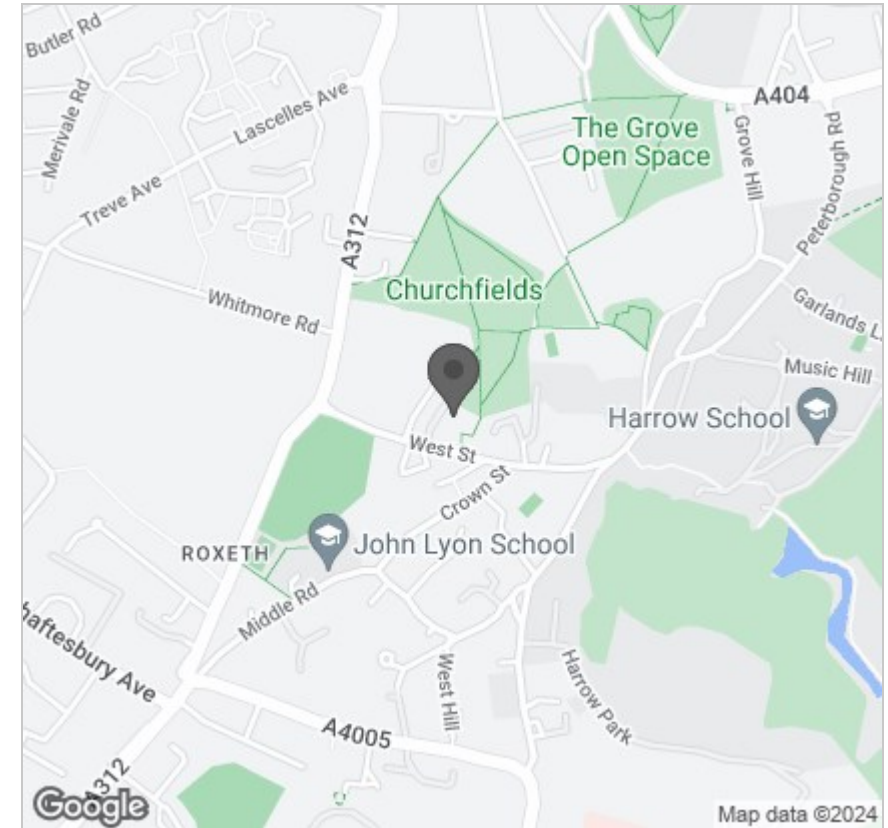 Butler Rd
Merivale Rd
Lascelles Ave
Treve Ave
A312
Whitmore Rd
A404
The Grove
Open Space
Grove Hill
Peterborough Rd
Churchfields
Garlands L
Music Hill
Harrow School
West St
Crown St
ROXETH
John Lyon School
Middle Rd
haftesbury Ave
West Hill
Harrow Park
A4005
A312
Google
Map data ©2024